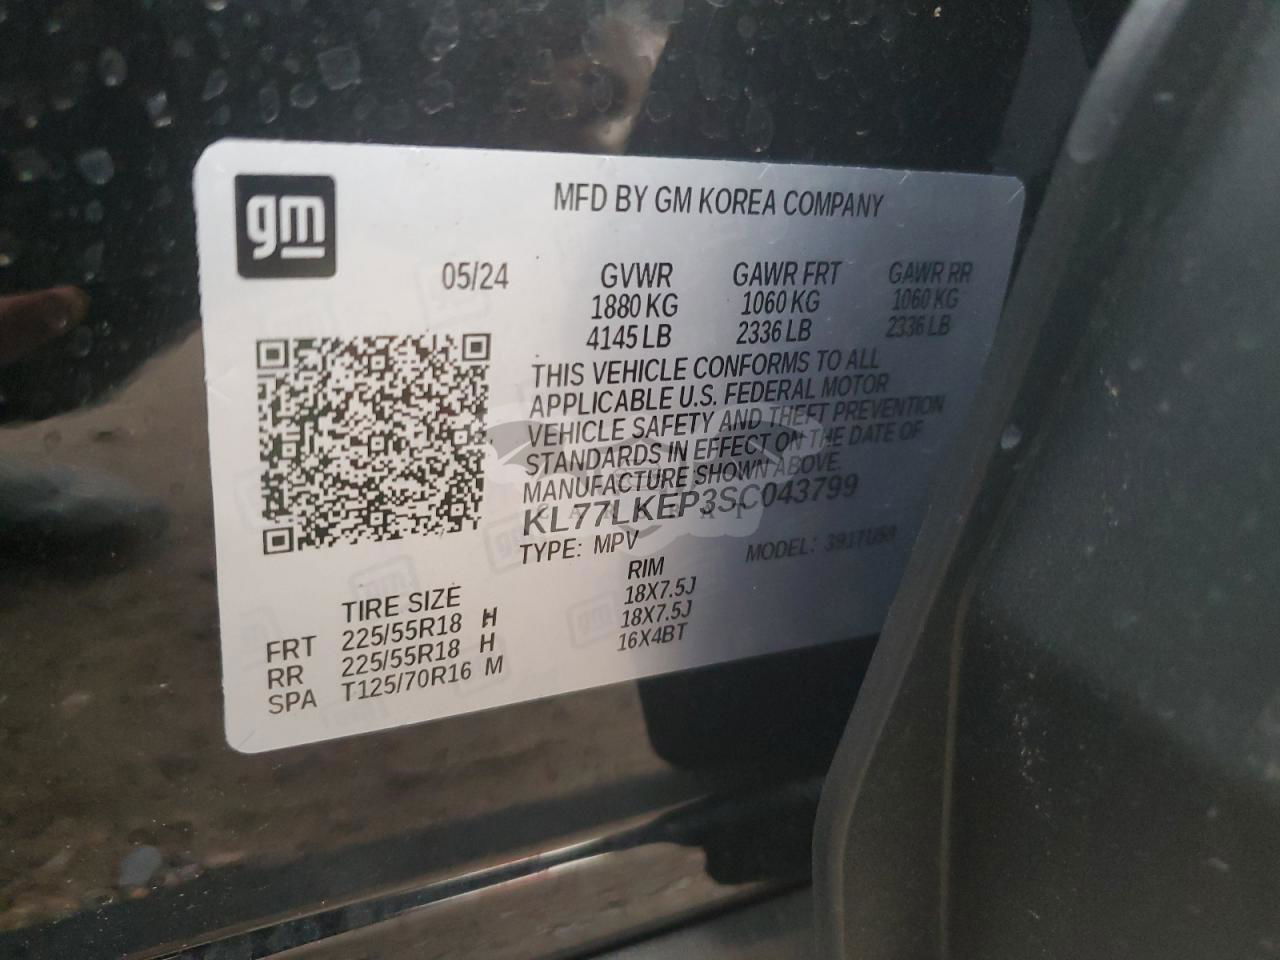 gm
MFD BY GM KOREA COMPANY
05/24 GVWR GAWR FRT GAWR RR
1880 KG 1060 KG 1060 KG
4145 LB 2336 LB 2336 LB
THIS VEHICLE CONFORMS TO ALL
APPLICABLE U.S. FEDERAL MOTOR
VEHICLE SAFETY AND THEFT PREVENTION
STANDARDS IN EFFECT ON THE DATE OF
MANUFACTURE SHOWN ABOVE.
KL77LKEP3SC043799
TYPE: MPV MODEL:
TIRE SIZE RIM
FRT 225/55R18 H 18X7.5J
RR 225/55R18 H 18X7.5J
SPA T125/70R16 M 16X4BT